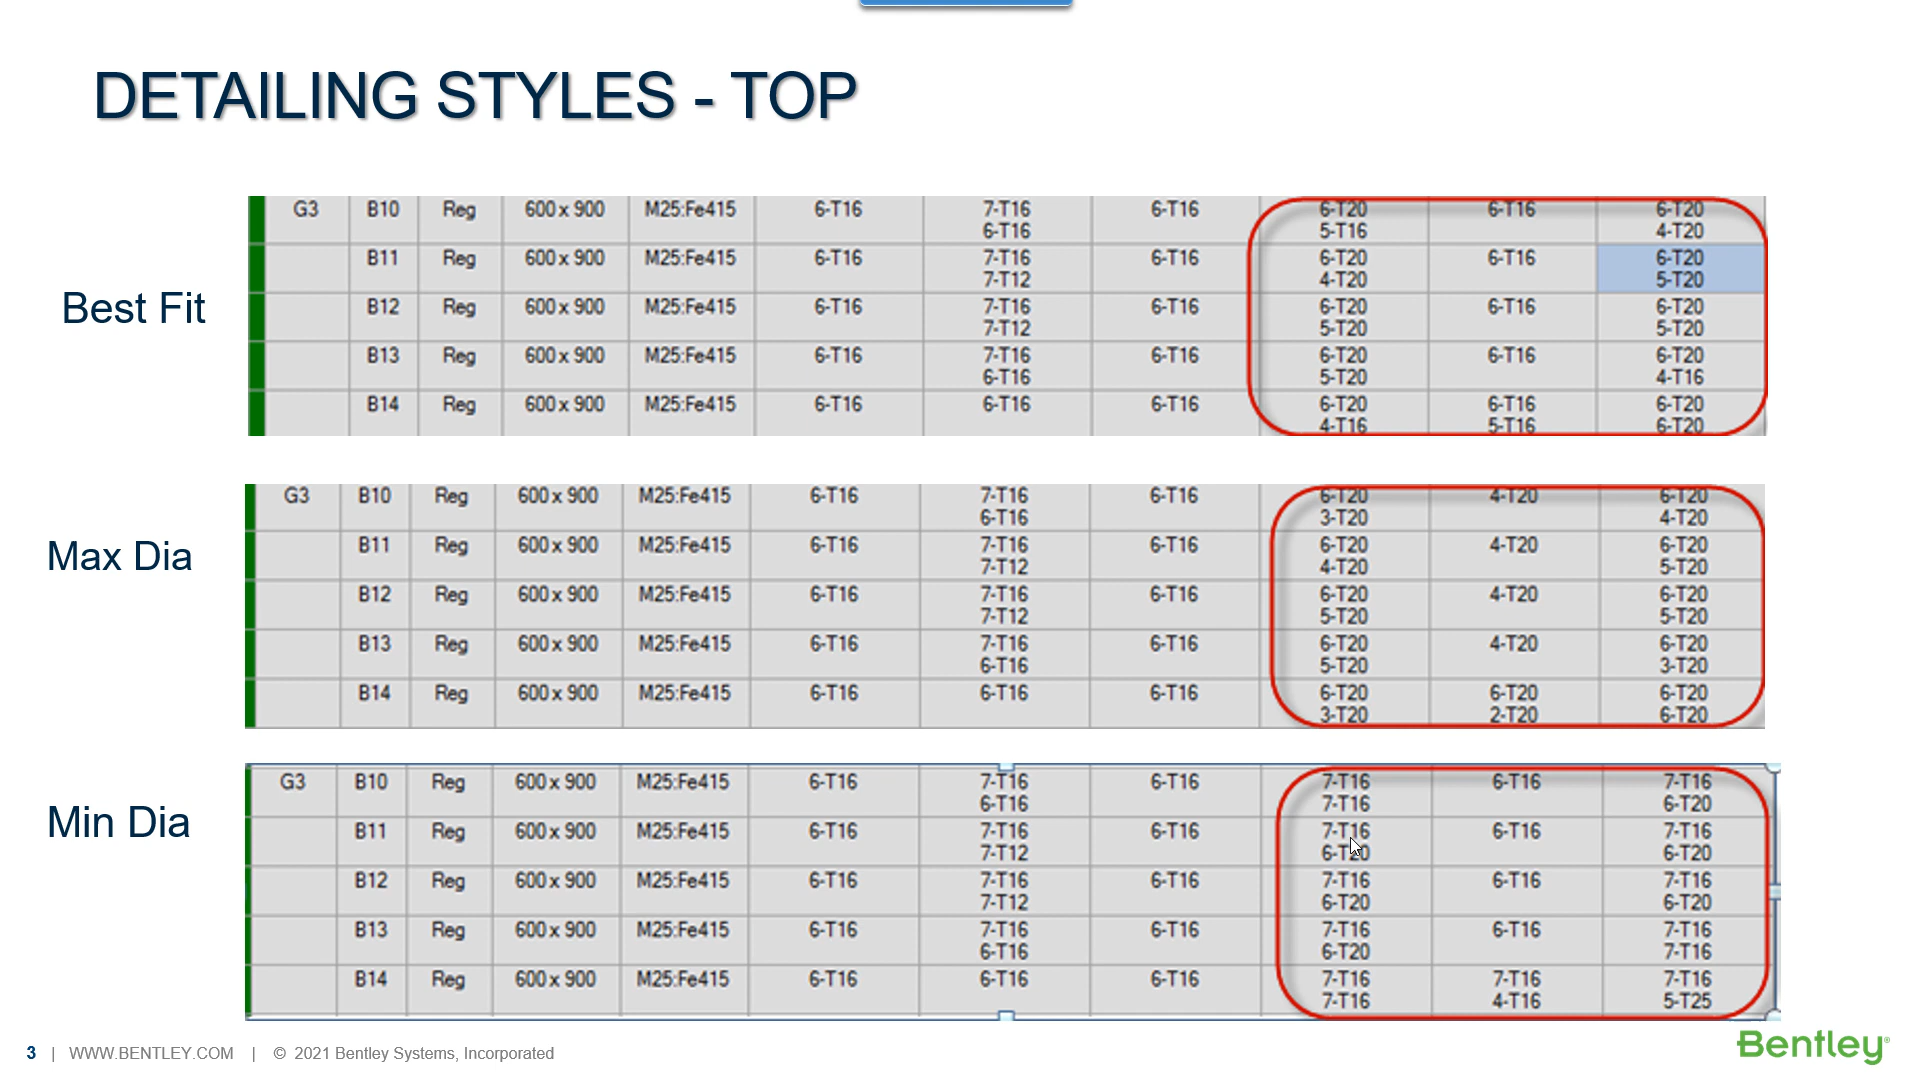 DETAILING STYLES - TOP
Best Fit
G3 B10 Reg 600 x 900 M25:Fe415 6-T16 7-T16 6-T16 6-T20 6-T16 6-T20
6-T16 5-T16 4-T20
B11 Reg 600 x 900 M25:Fe415 6-T16 7-T16 6-T16 6-T20 6-T16 6-T20
7-T12 4-T20 5-T20
B12 Reg 600 x 900 M25:Fe415 6-T16 7-T16 6-T16 6-T20 6-T16 6-T20
7-T12 5-T20 5-T20
B13 Reg 600 x 900 M25:Fe415 6-T16 7-T16 6-T16 6-T20 6-T16 6-T20
6-T16 5-T20 4-T16
B14 Reg 600 x 900 M25:Fe415 6-T16 6-T16 6-T16 6-T20 6-T16 6-T20
4-T16 5-T16 6-T20
Max Dia
G3 B10 Reg 600 x 900 M25:Fe415 6-T16 7-T16 6-T16 6-T20 4-T20 6-T20
6-T16 3-T20 4-T20
B11 Reg 600 x 900 M25:Fe415 6-T16 7-T16 6-T16 6-T20 4-T20 6-T20
7-T12 4-T20 5-T20
B12 Reg 600 x 900 M25:Fe415 6-T16 7-T16 6-T16 6-T20 4-T20 6-T20
7-T12 5-T20 5-T20
B13 Reg 600 x 900 M25:Fe415 6-T16 7-T16 6-T16 6-T20 4-T20 6-T20
6-T16 5-T20 3-T20
B14 Reg 600 x 900 M25:Fe415 6-T16 6-T16 6-T16 6-T20 6-T20 6-T20
3-T20 2-T20 6-T20
Min Dia
G3 B10 Reg 600 x 900 M25:Fe415 6-T16 7-T16 6-T16 7-T16 6-T16 7-T16
6-T16 7-T16 6-T20
B11 Reg 600 x 900 M25:Fe415 6-T16 7-T16 6-T16 7-T16 6-T16 7-T16
7-T12 6-T20 6-T20
B12 Reg 600 x 900 M25:Fe415 6-T16 7-T16 6-T16 7-T16 6-T16 7-T16
7-T12 6-T20 6-T20
B13 Reg 600 x 900 M25:Fe415 6-T16 7-T16 6-T16 7-T16 6-T16 7-T16
6-T16 6-T20 7-T16
B14 Reg 600 x 900 M25:Fe415 6-T16 6-T16 6-T16 7-T16 7-T16 7-T16
7-T16 4-T16 5-T25
3 | WWW.BENTLEY.COM | © 2021 Bentley Systems, Incorporated
Bentley®